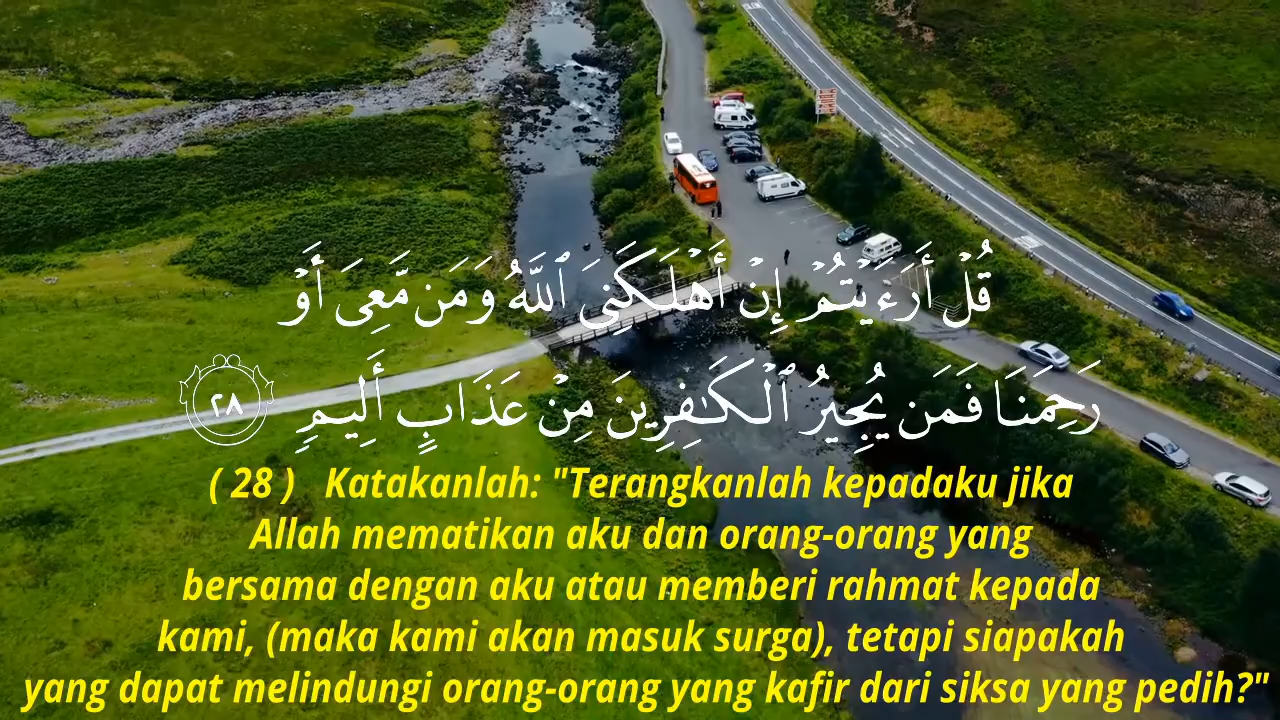 قُلْ أَرَءَيْتُمْ إِنْ أَهْلَكَنِىَ ٱللَّهُ وَمَن مَّعِىَ أَوْ
رَحِمَنَا فَمَن يُجِيرُ ٱلْكَـٰفِرِينَ مِنْ عَذَابٍ أَلِيمٍ ٢٨
( 28 ) Katakanlah: "Terangkanlah kepadaku jika
Allah mematikan aku dan orang-orang yang
bersama dengan aku atau memberi rahmat kepada
kami, (maka kami akan masuk surga), tetapi siapakah
yang dapat melindungi orang-orang yang kafir dari siksa yang pedih?"